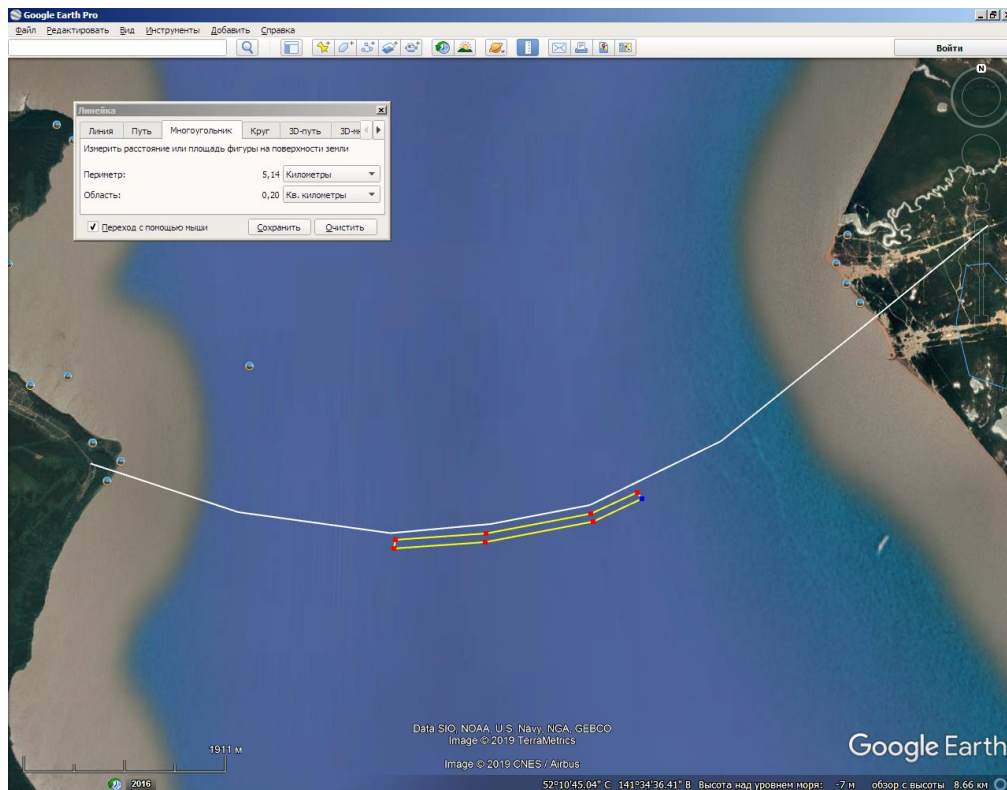 Google Earth Pro
Файл Редактировать Вид Инструменты Добавить Справка
Войти
N
Линейка
Линия Путь Многоугольник Круг 3D-путь
Измерить расстояние или площадь фигуры на поверхности земли
Периметр: 5,14 Километры
Область: 0,20 Кв. километры
Переход с помощью мыши Сохранить Очистить
Data SIO, NOAA, U.S. Navy, NGA, GEBCO
Image © 2019 TerraMetrics
Image © 2019 CNES / Airbus
Google Earth
1911 м
2016
52°10'45.04" С 141°34'36.41" В Высота над уровнем моря: -7 м обзор с высоты 8.66 км